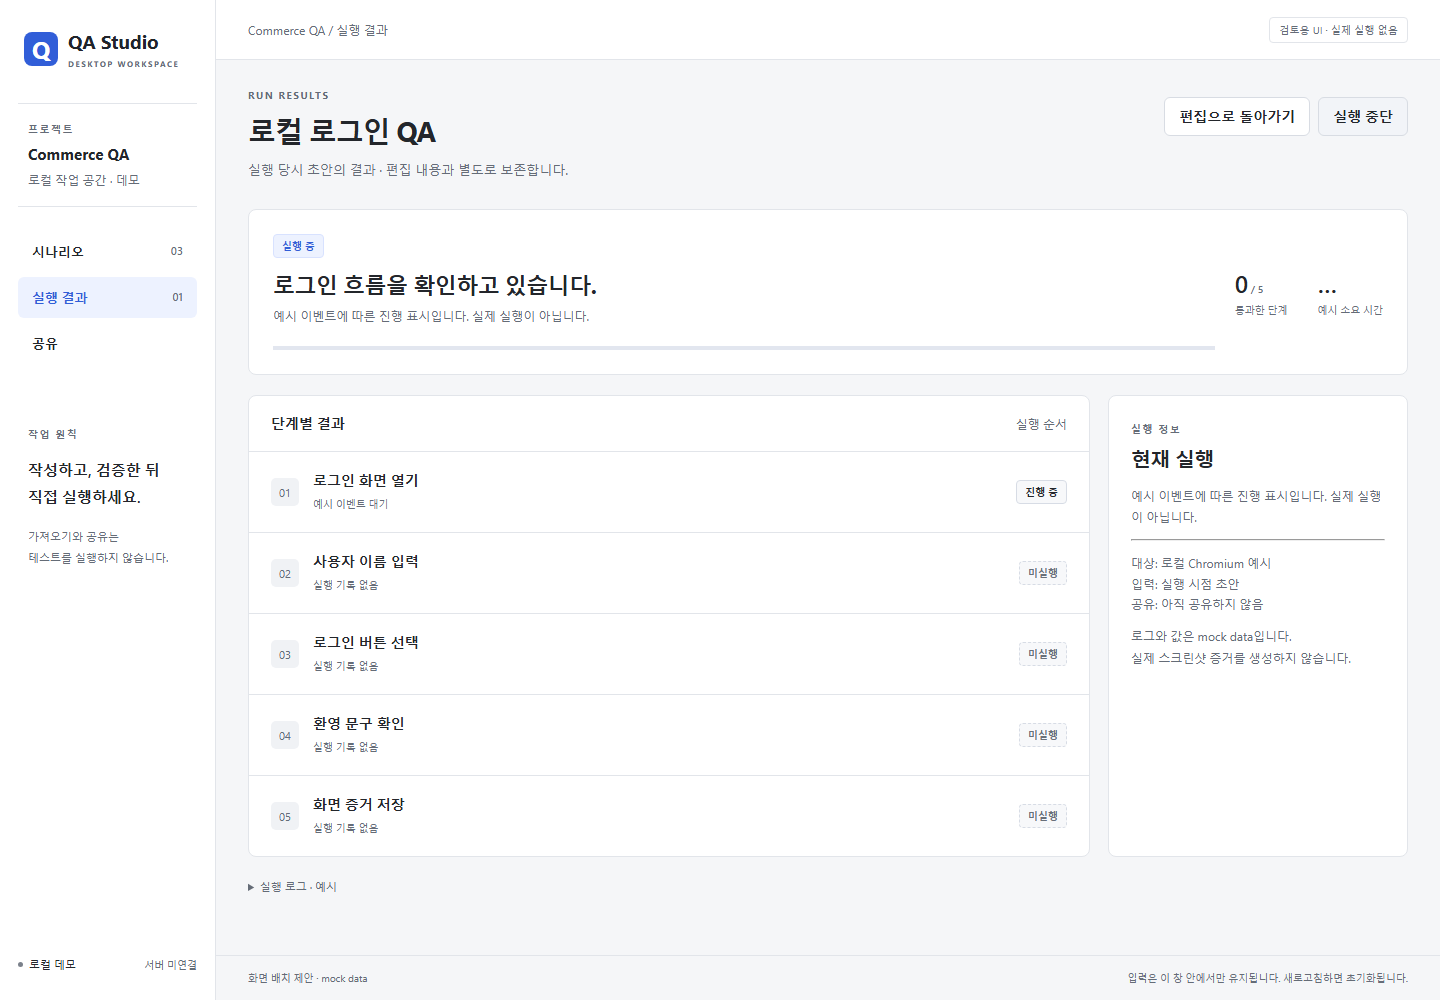 Q
QA Studio
DESKTOP WORKSPACE
프로젝트
Commerce QA
로컬 작업 공간 · 데모
시나리오 03
실행 결과 01
공유
작업 원칙
작성하고, 검증한 뒤
직접 실행하세요.
가져오기와 공유는
테스트를 실행하지 않습니다.
로컬 데모
서버 미연결
Commerce QA / 실행 결과
검토용 UI · 실제 실행 없음
RUN RESULTS
로컬 로그인 QA
실행 당시 초안의 결과 · 편집 내용과 별도로 보존합니다.
편집으로 돌아가기
실행 중단
실행 중
로그인 흐름을 확인하고 있습니다.
예시 이벤트에 따른 진행 표시입니다. 실제 실행이 아닙니다.
0 / 5
통과한 단계
...
예시 소요 시간
단계별 결과
실행 순서
01
로그인 화면 열기
예시 이벤트 대기
진행 중
02
사용자 이름 입력
실행 기록 없음
미실행
03
로그인 버튼 선택
실행 기록 없음
미실행
04
환영 문구 확인
실행 기록 없음
미실행
05
화면 증거 저장
실행 기록 없음
미실행
실행 정보
현재 실행
예시 이벤트에 따른 진행 표시입니다. 실제 실행
이 아닙니다.
대상: 로컬 Chromium 예시
입력: 실행 시점 초안
공유: 아직 공유하지 않음
로그와 값은 mock data입니다.
실제 스크린샷 증거를 생성하지 않습니다.
▶ 실행 로그 · 예시
화면 배치 제안 · mock data
입력은 이 창 안에서만 유지됩니다. 새로고침하면 초기화됩니다.